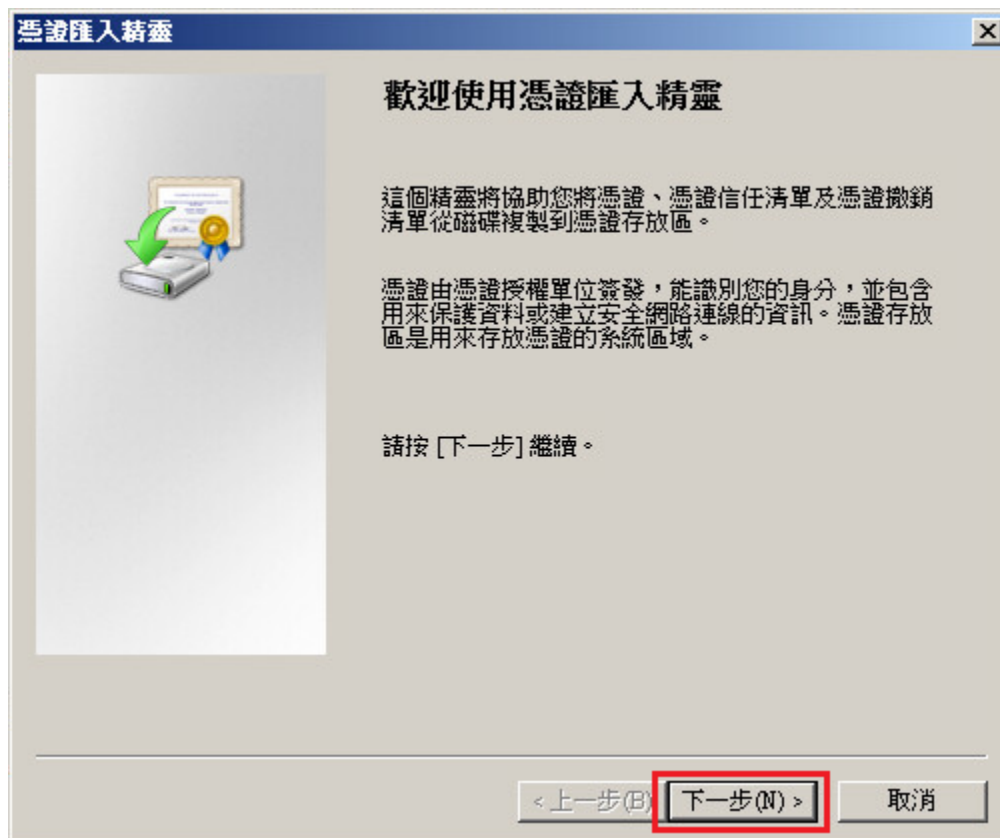 憑證匯入精靈
歡迎使用憑證匯入精靈
這個精靈將協助您將憑證、憑證信任清單及憑證撤銷
清單從磁碟複製到憑證存放區。
憑證由憑證授權單位簽發，能識別您的身分，並包含
用來保護資料或建立安全網路連線的資訊。憑證存放
區是用來存放憑證的系統區域。
請按 [下一步] 繼續。
<上一步(B) 下一步(N) > 取消